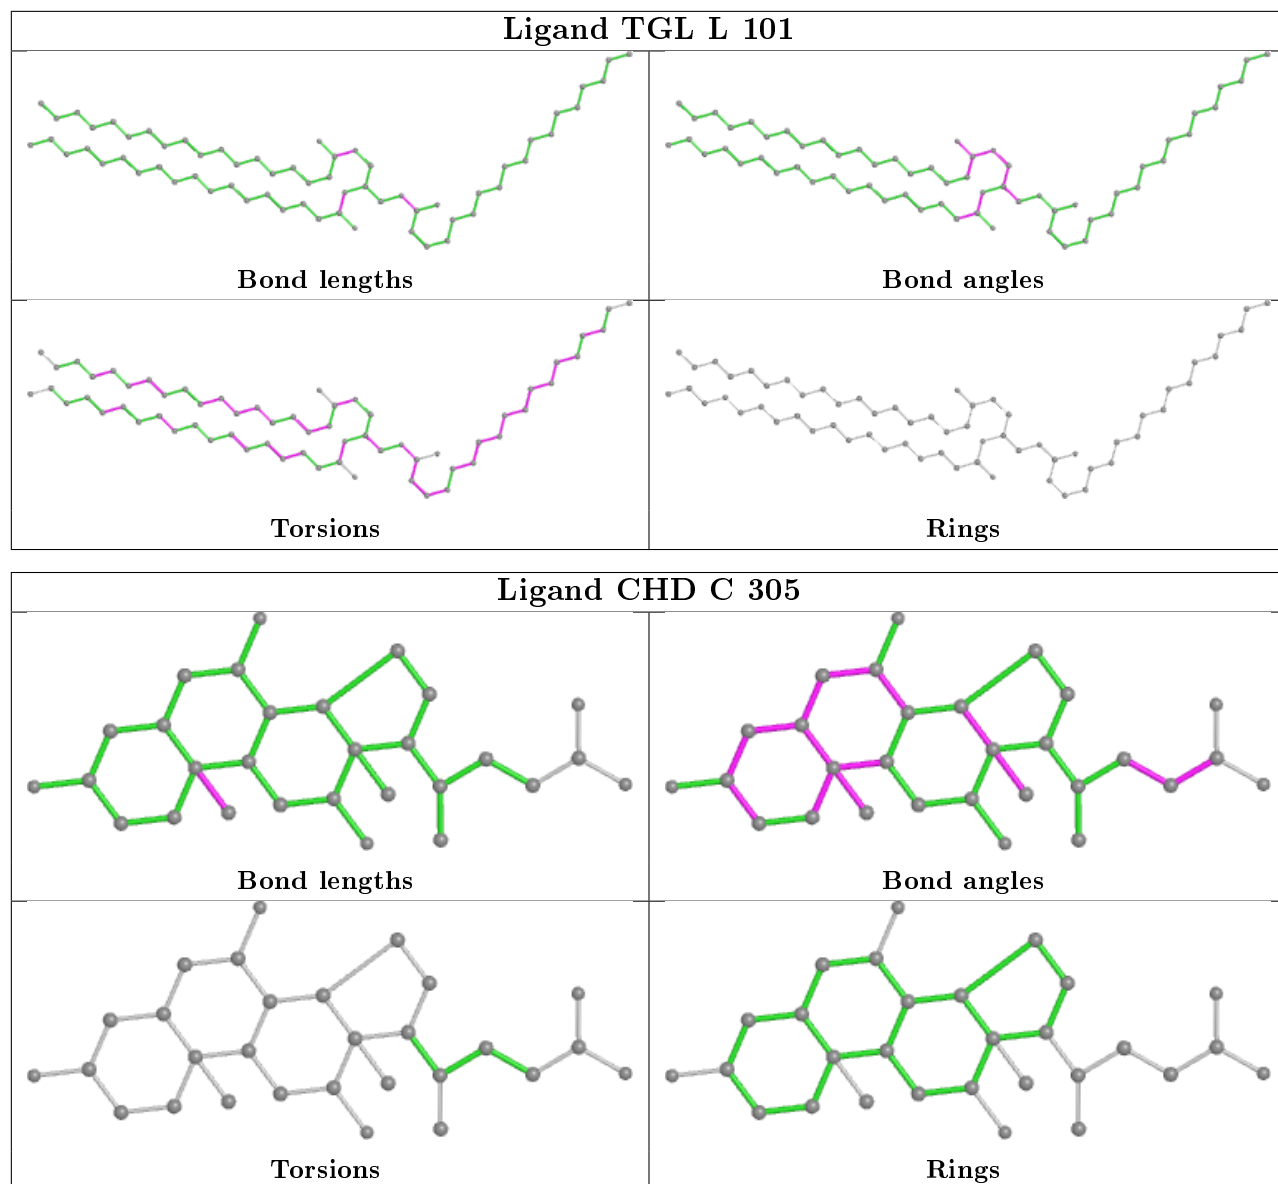 Ligand TGL L 101
Bond lengths
Bond angles
Torsions
Rings
Ligand CHD C 305
Bond lengths
Bond angles
Torsions
Rings